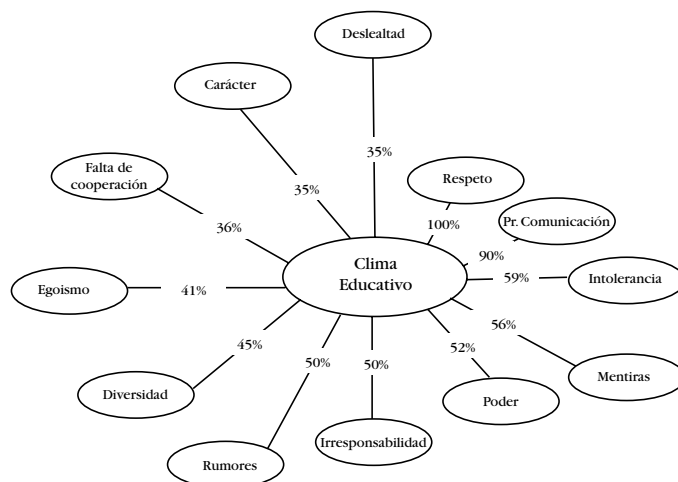 Deslealtad
Carácter
35%
Respeto
Falta de
cooperación
35%
100%
Pr. Comunicación
36%
90%
Clima
Educativo
59%
Intolerancia
Egoismo
41%
56%
45%
50%
50%
52%
Mentiras
Diversidad
Poder
Irresponsabilidad
Rumores